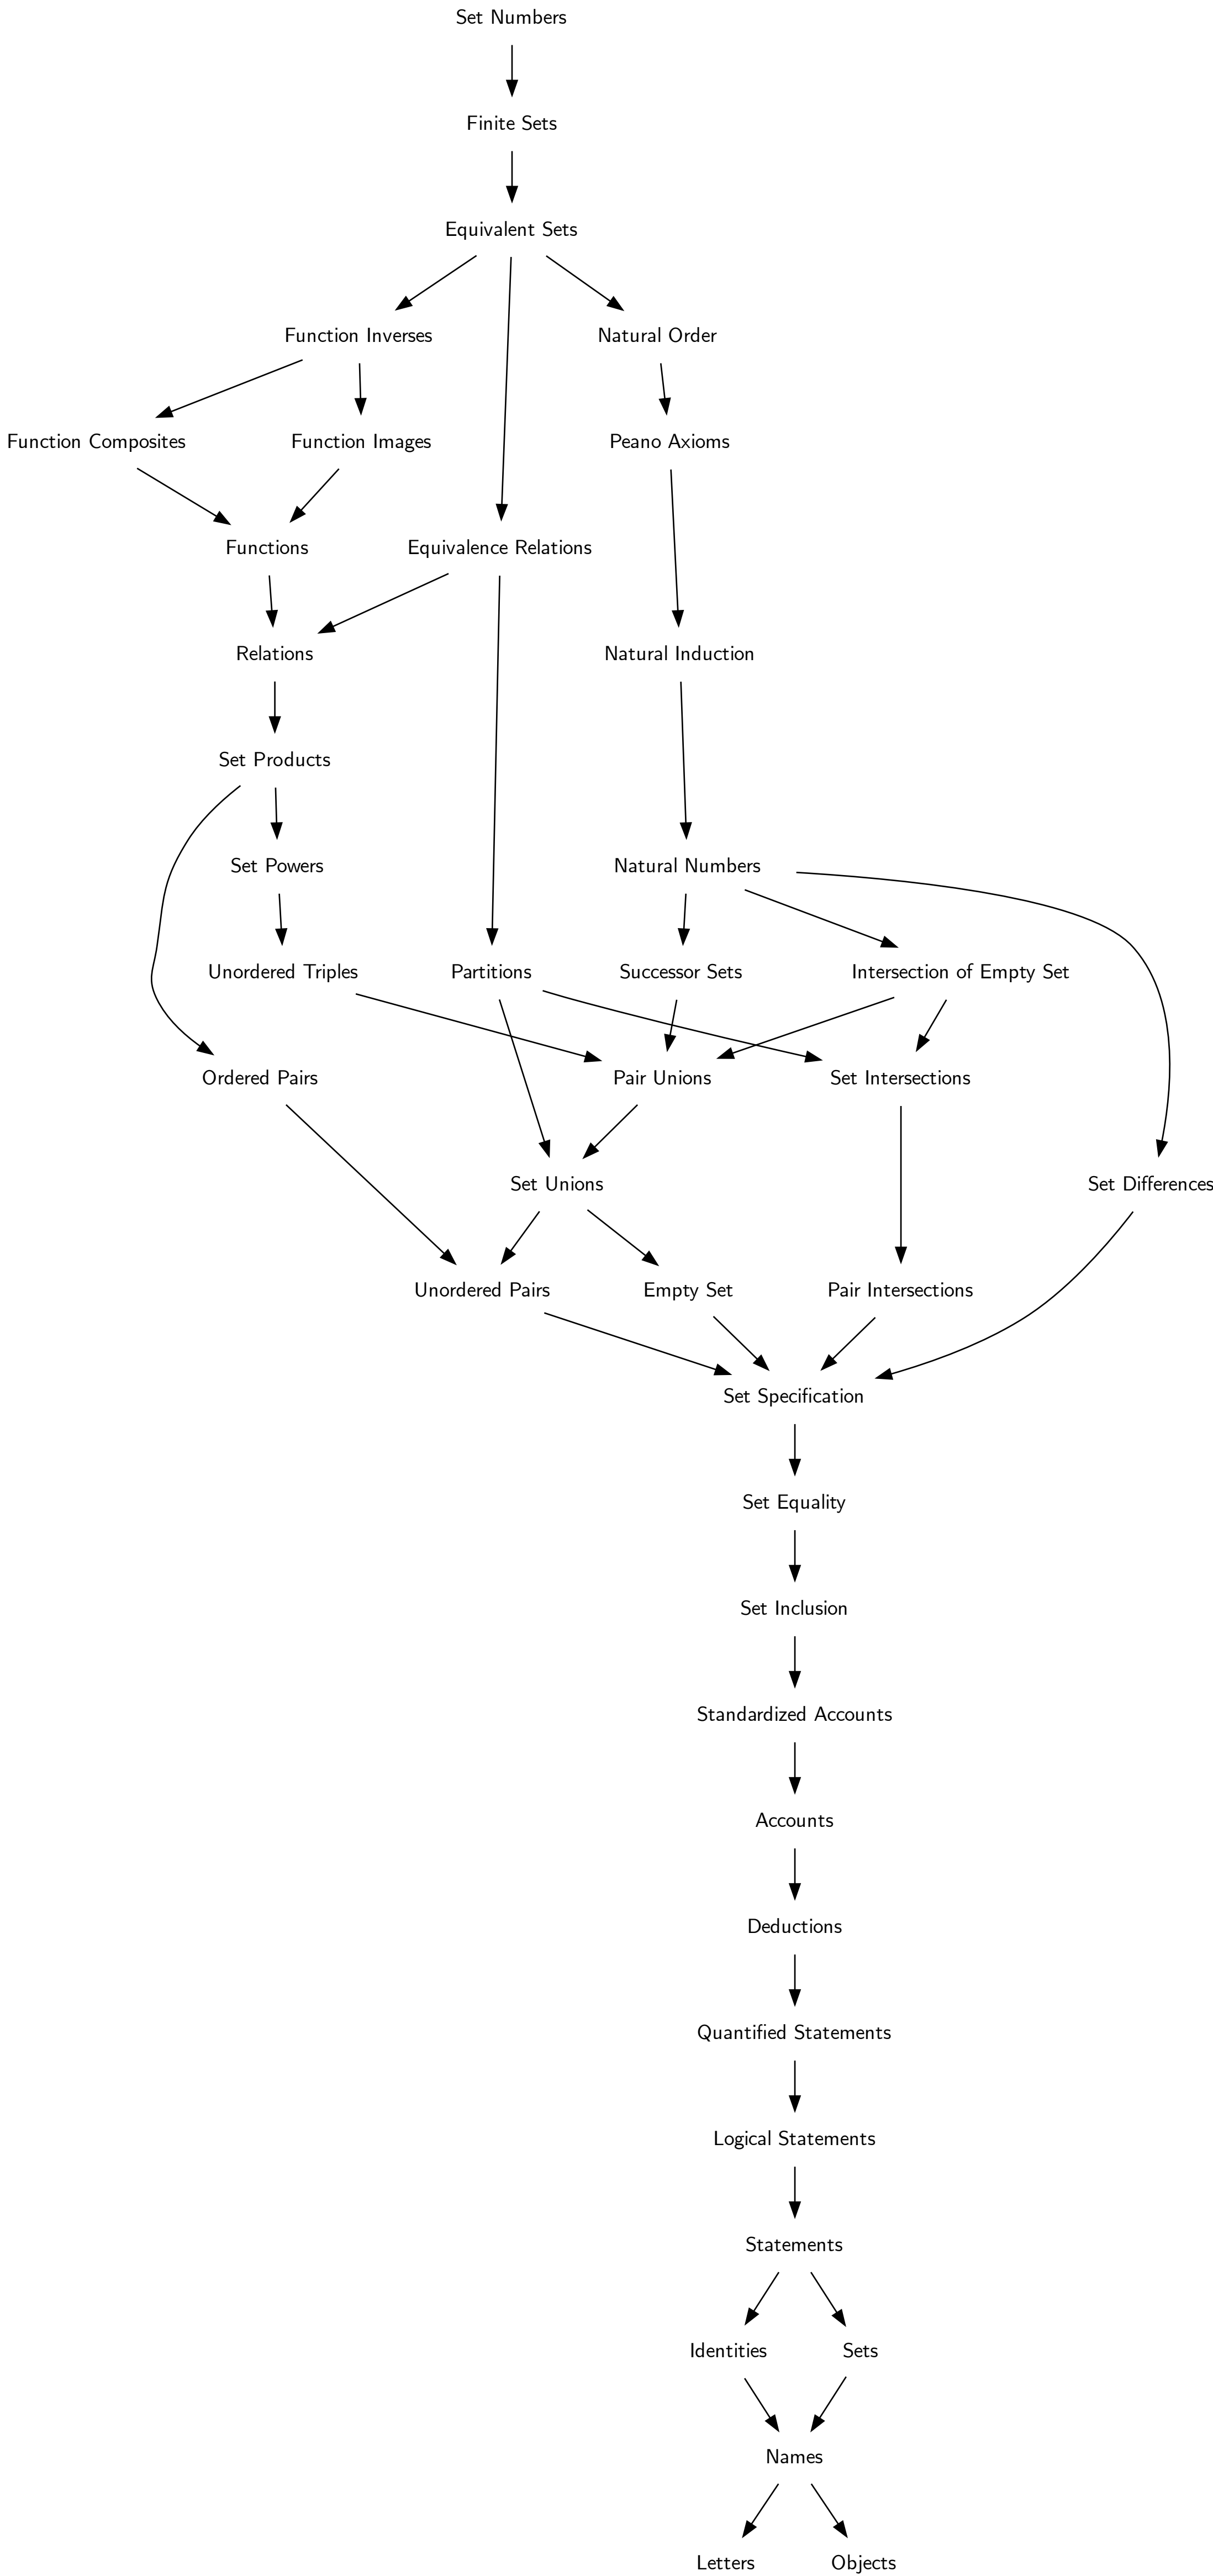 Set Numbers
Finite Sets
Equivalent Sets
Function Inverses
Natural Order
Function Composites
Function Images
Peano Axioms
Functions
Equivalence Relations
Relations
Natural Induction
Set Products
Set Powers
Natural Numbers
Unordered Triples
Partitions
Successor Sets
Intersection of Empty Set
Ordered Pairs
Pair Unions
Set Intersections
Set Unions
Set Differences
Unordered Pairs
Empty Set
Pair Intersections
Set Specification
Set Equality
Set Inclusion
Standardized Accounts
Accounts
Deductions
Quantified Statements
Logical Statements
Statements
Identities
Sets
Names
Letters
Objects